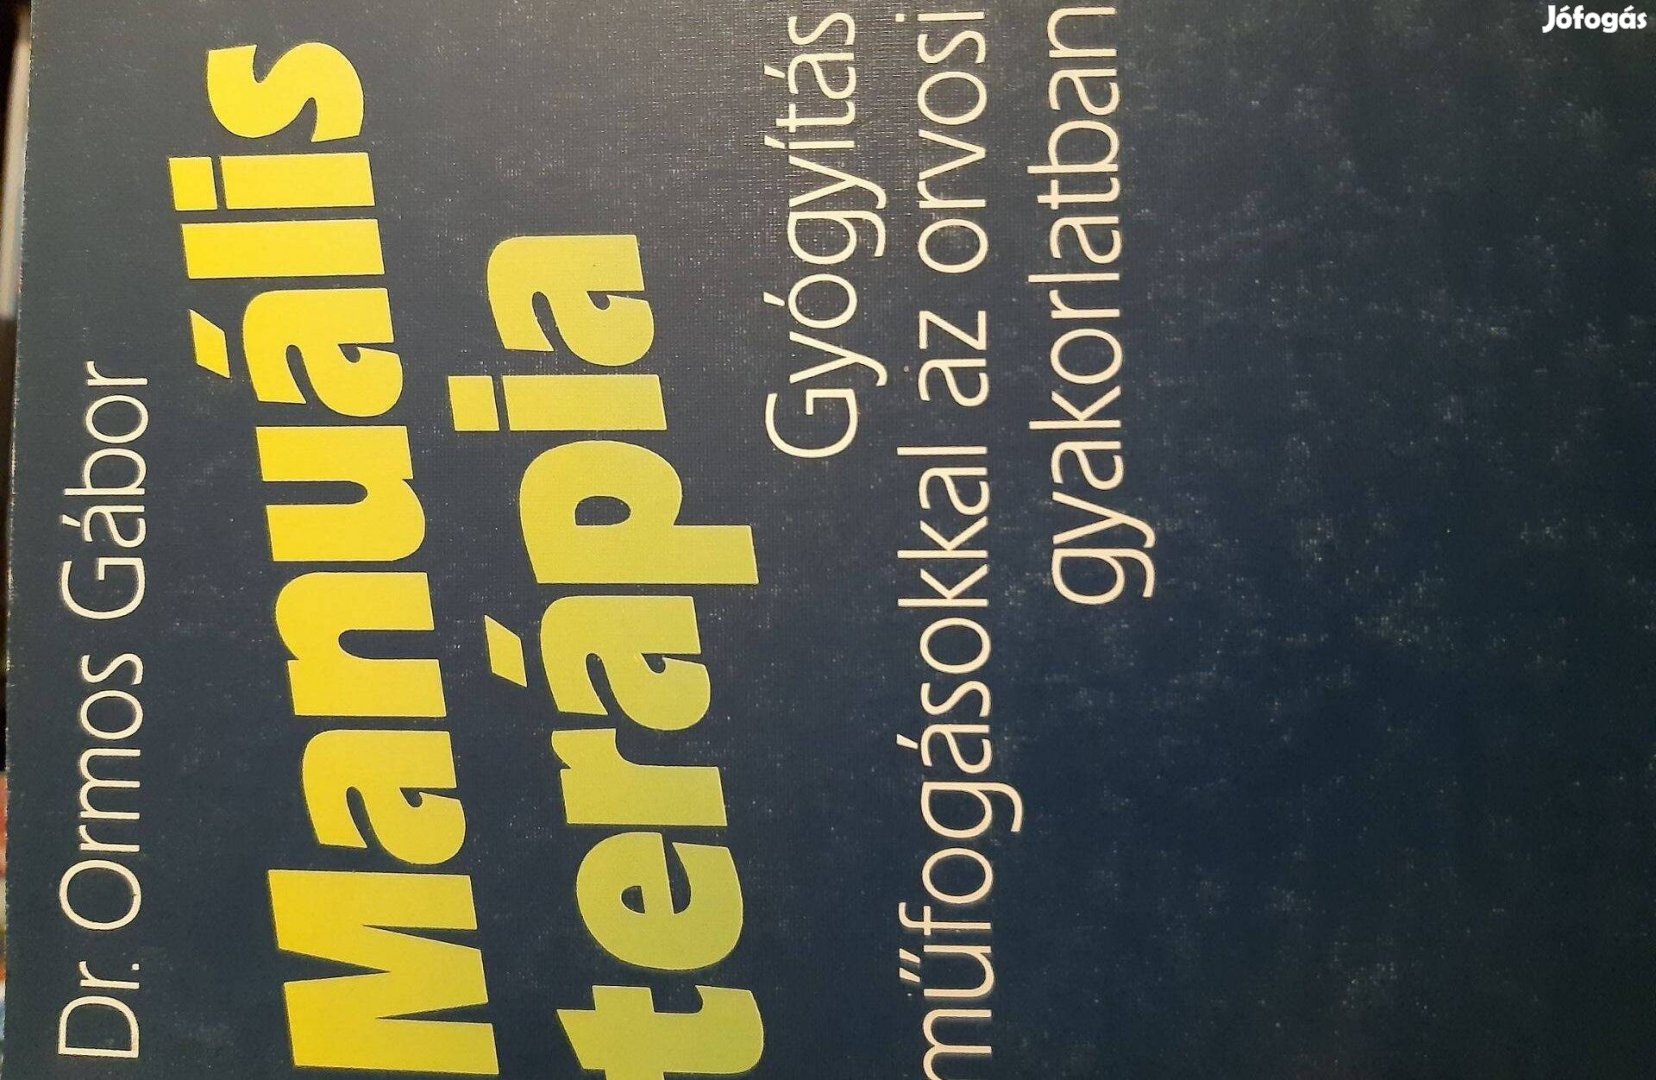 Dr. Ormos Gábor
Manuális
terápia
Gyógyítás
műfogásokkal az orvosi
gyakorlatban
Jófogás